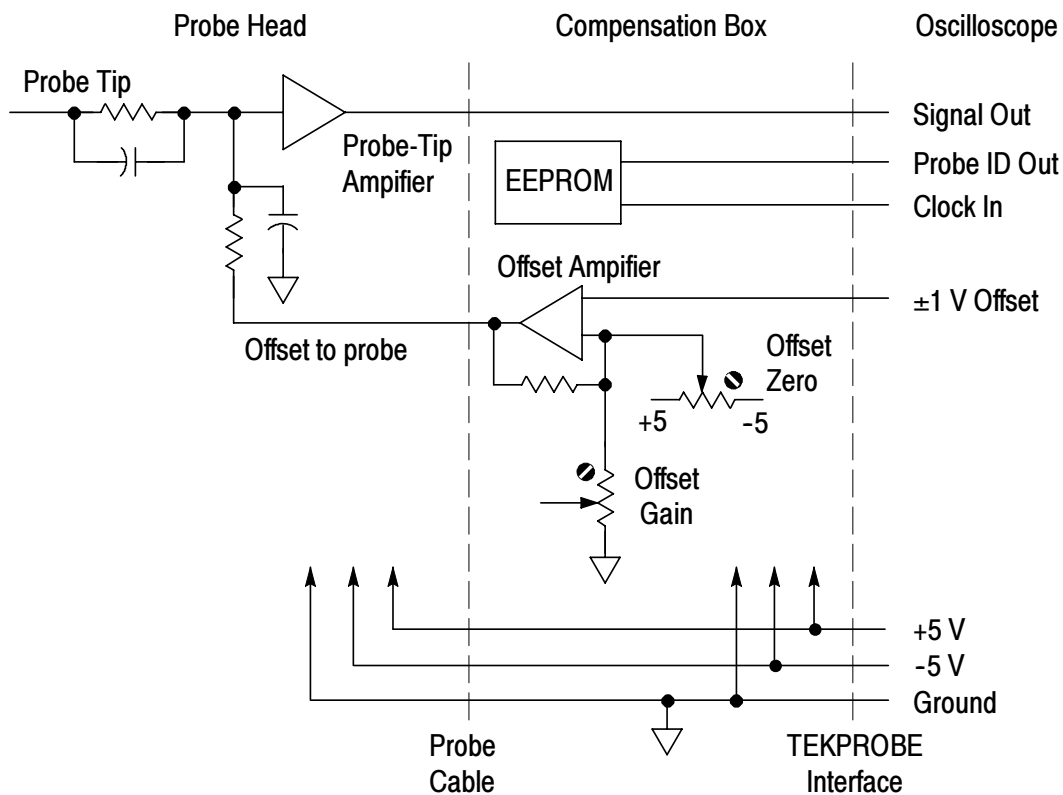 Probe Head
Compensation Box
Oscilloscope
Probe Tip
Signal Out
Probe-Tip
Ampifier
EEPROM
Probe ID Out
Clock In
Offset Ampifier
±1 V Offset
Offset to probe
Offset
Zero
+5
-5
Offset
Gain
+5 V
-5 V
Ground
Probe
Cable
TEKPROBE
Interface